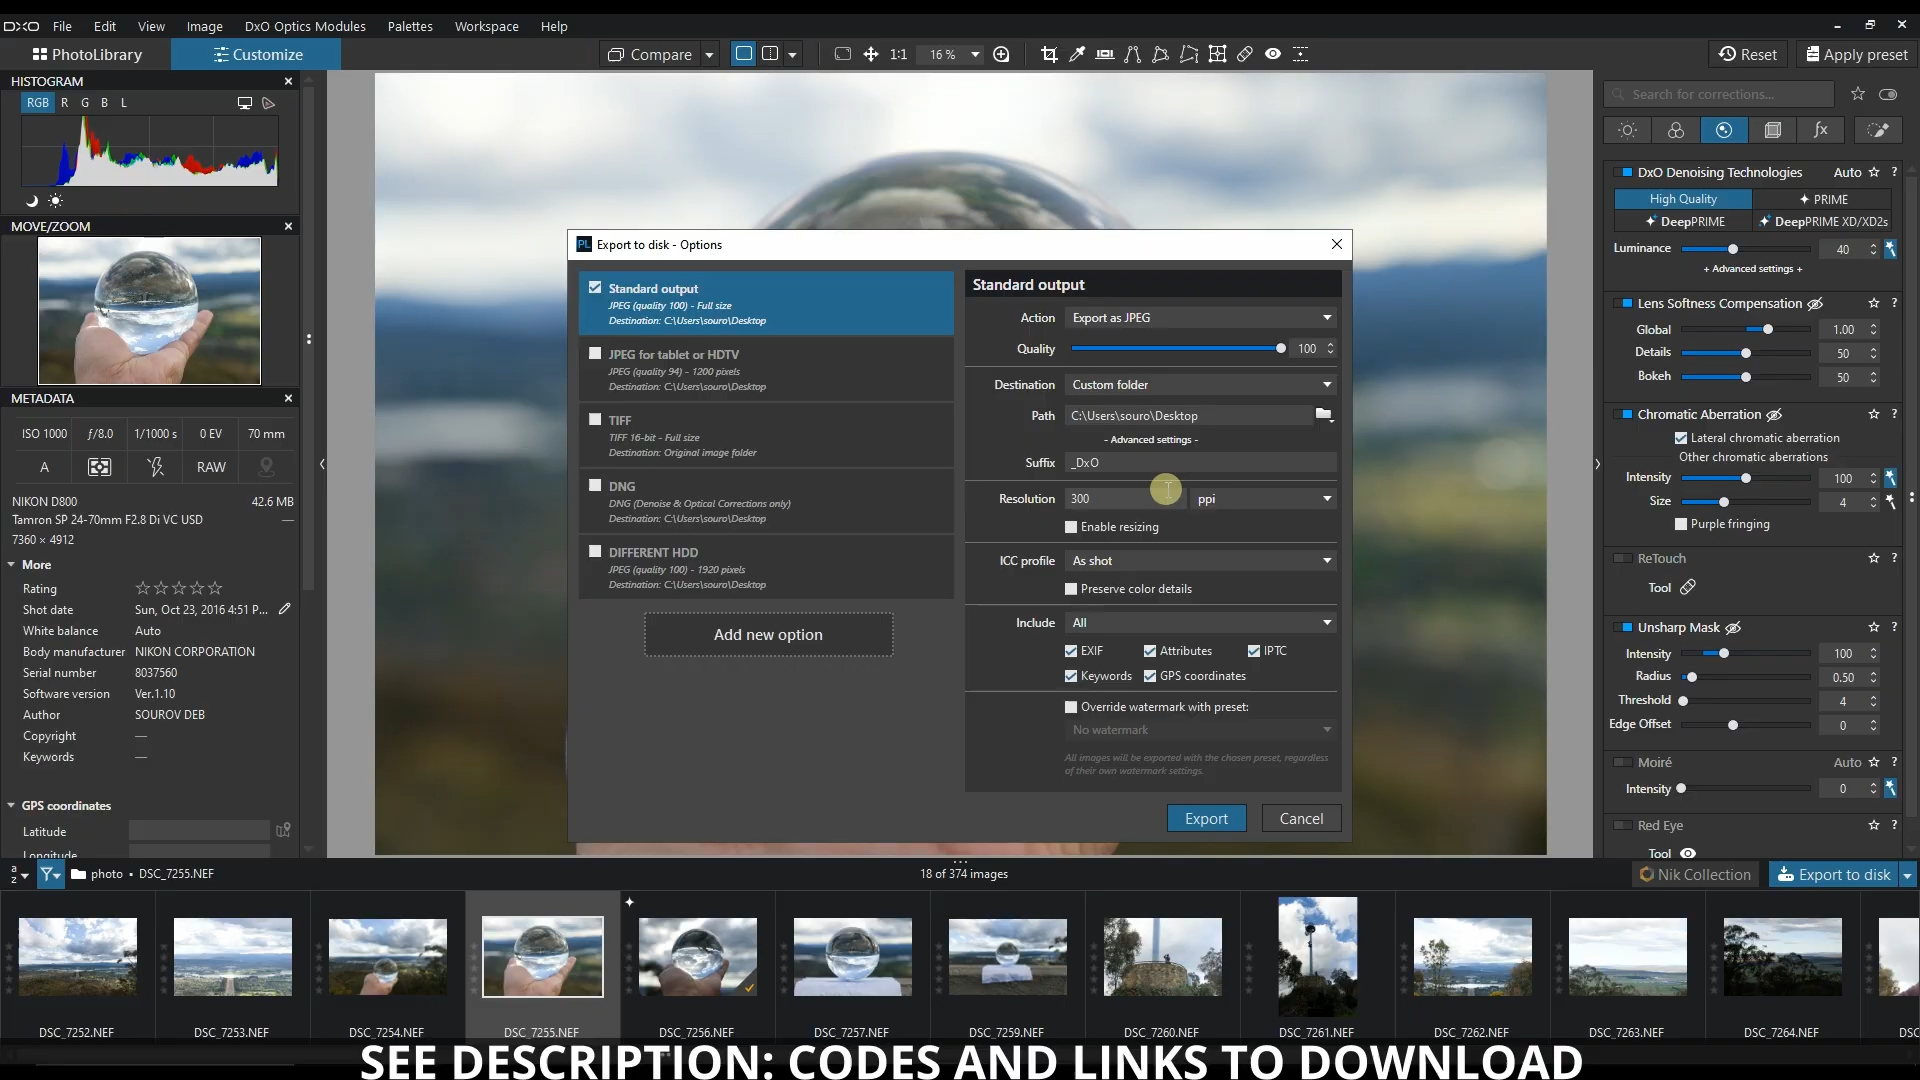 DXO File Edit View Image DxO Optics Modules Palettes Workspace Help
PhotoLibrary Customize Compare 1:1 16 % Reset Apply preset
HISTOGRAM
RGB R G B L
MOVE/ZOOM
METADATA
ISO 1000 ƒ/8.0 1/1000 s 0 EV 70 mm
A RAW
NIKON D800 42.6 MB
Tamron SP 24-70mm F2.8 Di VC USD —
7360 × 4912
More
Rating
Shot date Sun, Oct 23, 2016 4:51 P...
White balance Auto
Body manufacturer NIKON CORPORATION
Serial number 8037560
Software version Ver.1.10
Author SOUROV DEB
Copyright —
Keywords —
GPS coordinates
Latitude
Longitude
PL Export to disk - Options
Standard output
JPEG (quality 100) - Full size
Destination: C:\Users\souro\Desktop
JPEG for tablet or HDTV
JPEG (quality 94) - 1200 pixels
Destination: C:\Users\souro\Desktop
TIFF
TIFF 16-bit - Full size
Destination: Original image folder
DNG
DNG (Denoise & Optical Corrections only)
Destination: C:\Users\souro\Desktop
DIFFERENT HDD
JPEG (quality 100) - 1920 pixels
Destination: C:\Users\souro\Desktop
Add new option
Standard output
Action Export as JPEG
Quality 100
Destination Custom folder
Path C:\Users\souro\Desktop
- Advanced settings -
Suffix _DxO
Resolution 300 ppi
Enable resizing
ICC profile As shot
Preserve color details
Include All
EXIF Attributes IPTC
Keywords GPS coordinates
Override watermark with preset:
No watermark
All images will be exported with the chosen preset, regardless
of their own watermark settings.
Export Cancel
Search for corrections...
fx
DxO Denoising Technologies Auto ?
High Quality PRIME
DeepPRIME DeepPRIME XD/XD2s
Luminance 40
+ Advanced settings +
Lens Softness Compensation ?
Global 1.00
Details 50
Bokeh 50
Chromatic Aberration ?
Lateral chromatic aberration
Other chromatic aberrations
Intensity 100
Size 4
Purple fringing
ReTouch ?
Tool
Unsharp Mask ?
Intensity 100
Radius 0.50
Threshold 4
Edge Offset 0
Moiré Auto ?
Intensity 0
Red Eye ?
Tool
a z photo • DSC_7255.NEF 18 of 374 images Nik Collection Export to disk
DSC_7252.NEF DSC_7253.NEF DSC_7254.NEF DSC_7255.NEF DSC_7256.NEF DSC_7257.NEF DSC_7259.NEF DSC_7260.NEF DSC_7261.NEF DSC_7262.NEF DSC_7263.NEF DSC_7264.NEF DSC
SEE DESCRIPTION: CODES AND LINKS TO DOWNLOAD